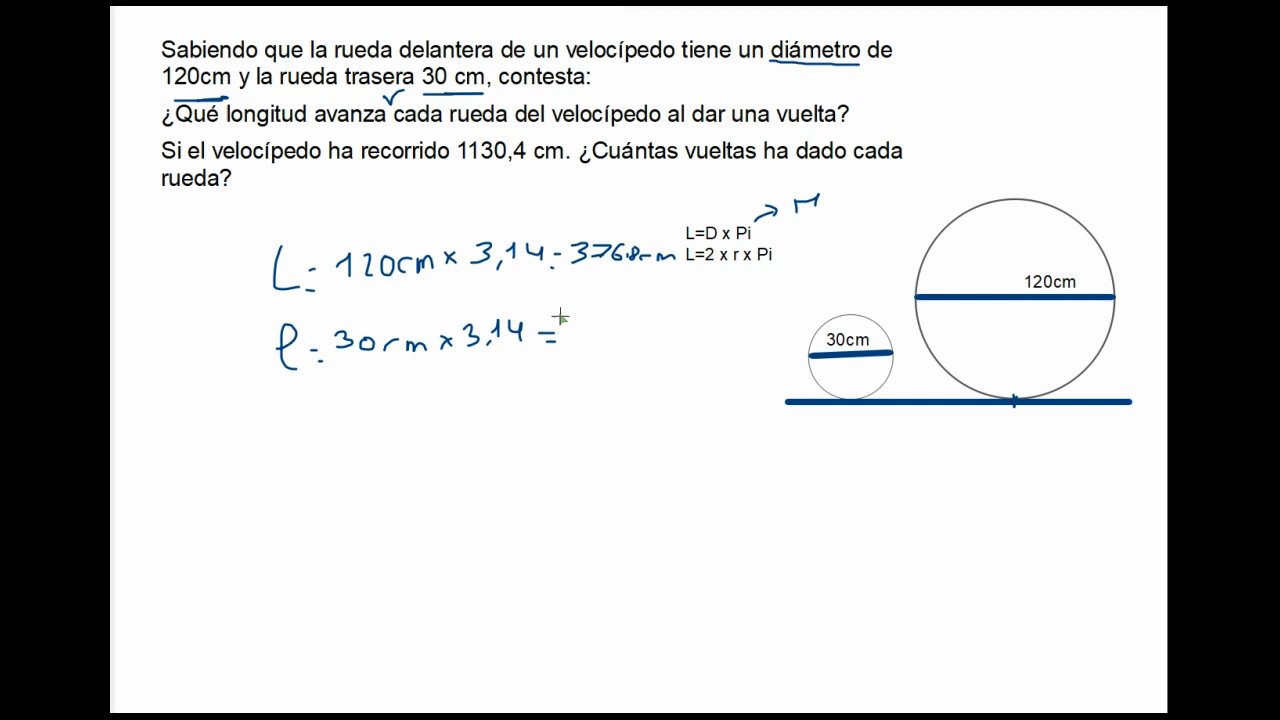 Sabiendo que la rueda delantera de un velocípedo tiene un diámetro de
120cm y la rueda trasera 30 cm, contesta:
¿Qué longitud avanza cada rueda del velocípedo al dar una vuelta?
Si el velocípedo ha recorrido 1130,4 cm. ¿Cuántas vueltas ha dado cada
rueda?
L=D x Pi
L=2 x r x Pi
L = 120cm x 3,14 = 376.8cm
l = 30cm x 3,14 =
120cm
30cm